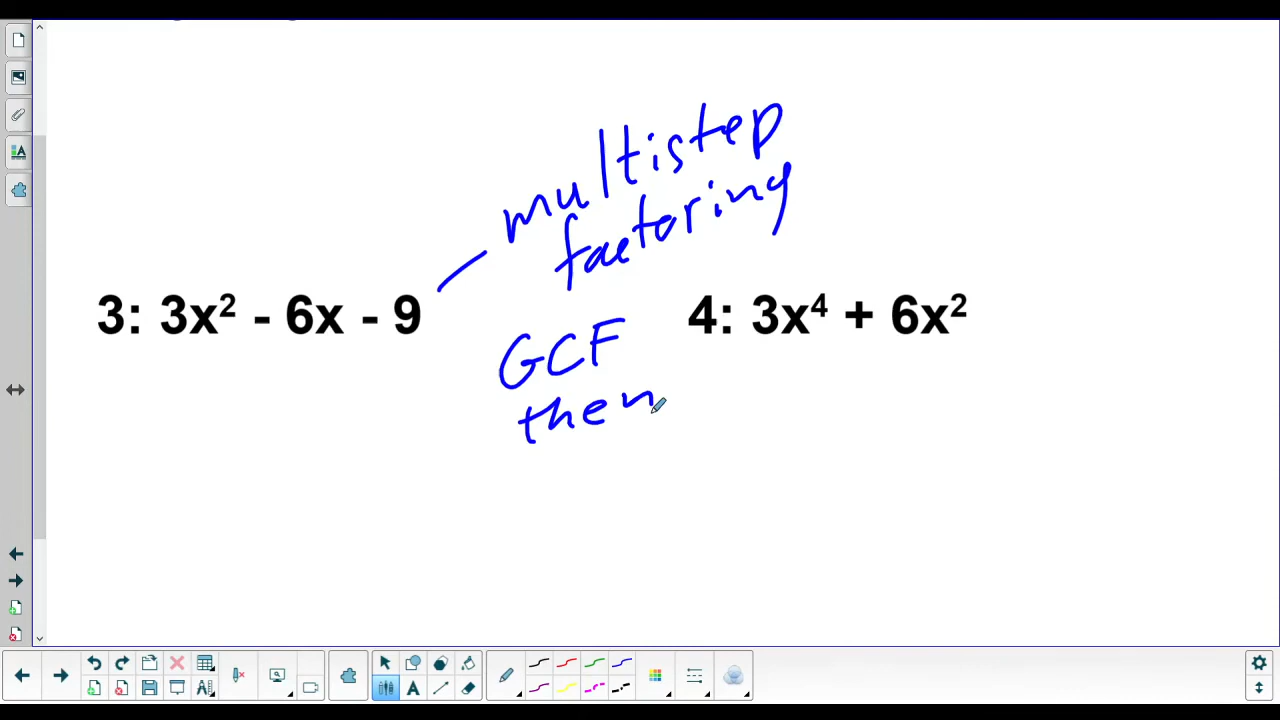 multistep
factoring
3: 3x² - 6x - 9
4: 3x⁴ + 6x²
GCF
then